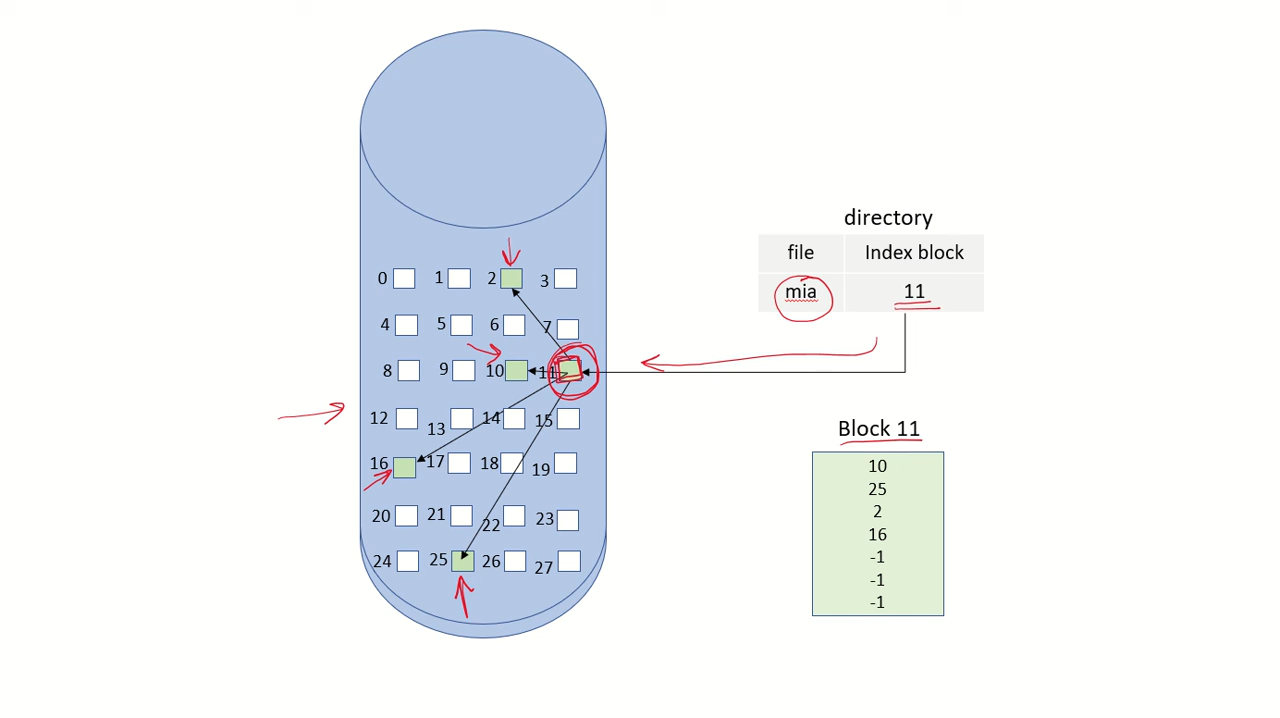 directory
file Index block
mia 11
0 1 2 3
4 5 6 7
8 9 10 11
12 13 14 15
16 17 18 19
20 21 22 23
24 25 26 27
Block 11
10
25
2
16
-1
-1
-1